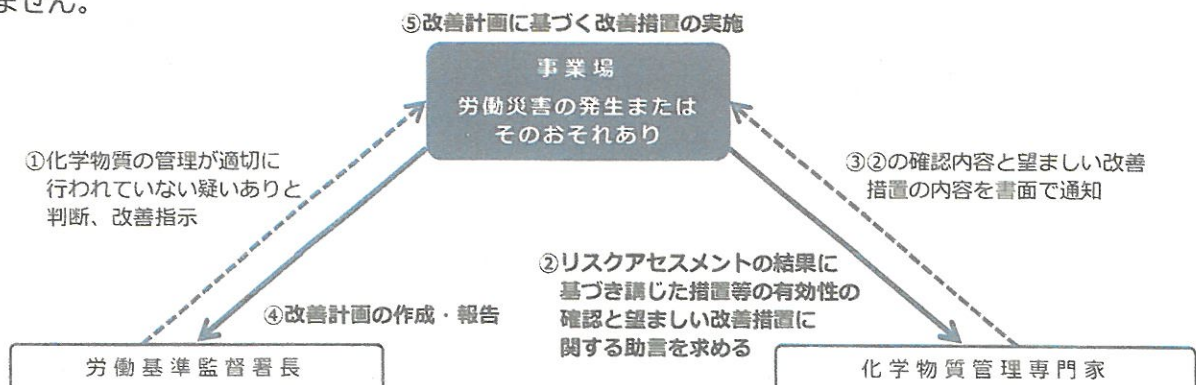 ません。
⑤改善計画に基づく改善措置の実施
事業場
労働災害の発生または
そのおそれあり
①化学物質の管理が適切に
行われていない疑いありと
判断、改善指示
③②の確認内容と望ましい改善
措置の内容を書面で通知
②リスクアセスメントの結果に
基づき講じた措置等の有効性の
確認と望ましい改善措置に
関する助言を求める
④改善計画の作成・報告
労働基準監督署長
化学物質管理専門家